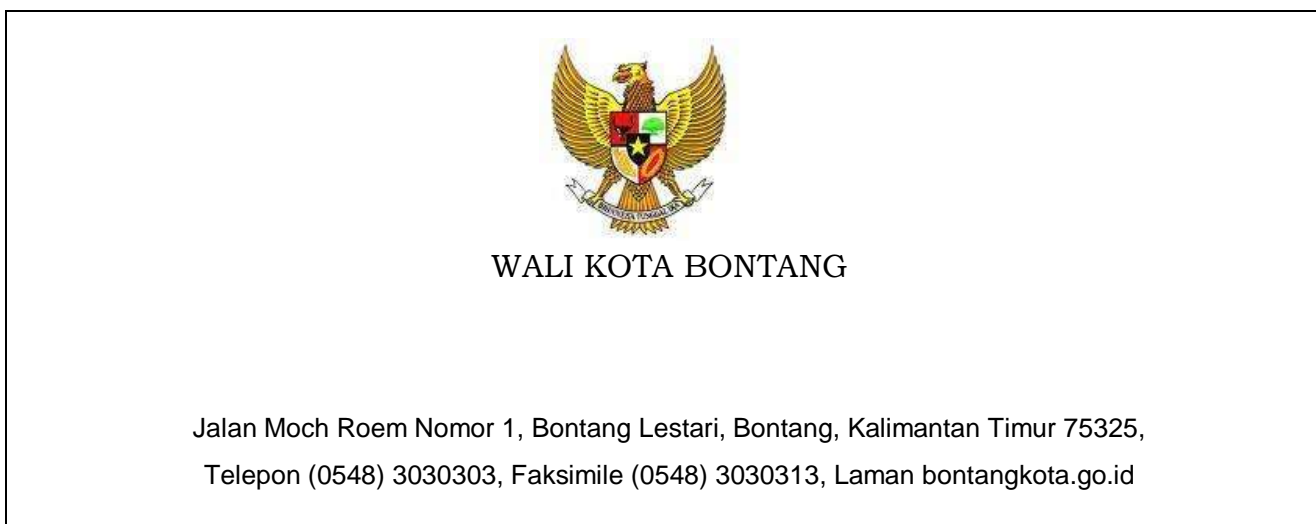 WALI KOTA BONTANG
Jalan Moch Roem Nomor 1, Bontang Lestari, Bontang, Kalimantan Timur 75325,
Telepon (0548) 3030303, Faksimile (0548) 3030313, Laman bontangkota.go.id